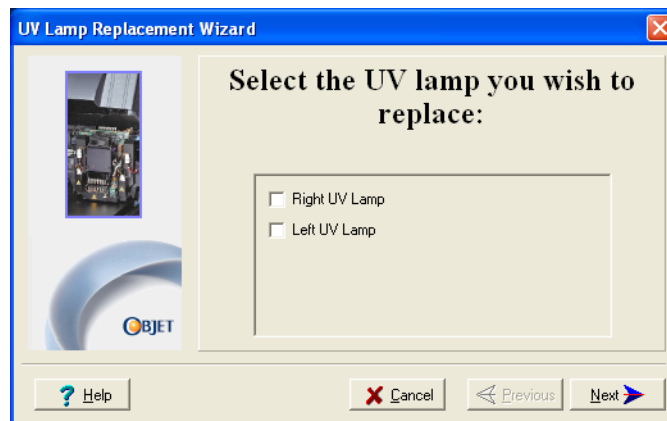 UV Lamp Replacement Wizard
Select the UV lamp you wish to
replace:
Right UV Lamp
Left UV Lamp
OBJET
Help
Cancel
Previous
Next